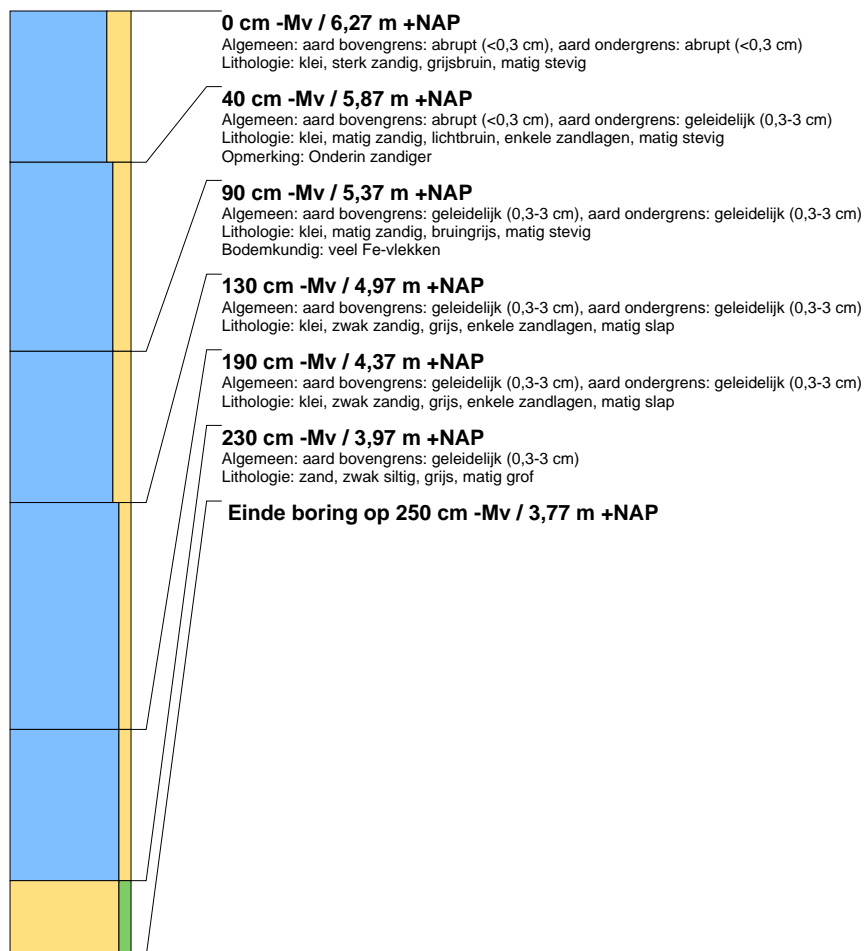 0 cm -Mv / 6,27 m +NAP
Algemeen: aard bovengrens: abrupt (<0,3 cm), aard ondergrens: abrupt (<0,3 cm)
Lithologie: klei, sterk zandig, grijsbruin, matig stevig
40 cm -Mv / 5,87 m +NAP
Algemeen: aard bovengrens: abrupt (<0,3 cm), aard ondergrens: geleidelijk (0,3-3 cm)
Lithologie: klei, matig zandig, lichtbruin, enkele zandlagen, matig stevig
Opmerking: Onderin zandiger
90 cm -Mv / 5,37 m +NAP
Algemeen: aard bovengrens: geleidelijk (0,3-3 cm), aard ondergrens: geleidelijk (0,3-3 cm)
Lithologie: klei, matig zandig, bruingrijs, matig stevig
Bodemkundig: veel Fe-vlekken
130 cm -Mv / 4,97 m +NAP
Algemeen: aard bovengrens: geleidelijk (0,3-3 cm), aard ondergrens: geleidelijk (0,3-3 cm)
Lithologie: klei, zwak zandig, grijs, enkele zandlagen, matig slap
190 cm -Mv / 4,37 m +NAP
Algemeen: aard bovengrens: geleidelijk (0,3-3 cm), aard ondergrens: geleidelijk (0,3-3 cm)
Lithologie: klei, zwak zandig, grijs, enkele zandlagen, matig slap
230 cm -Mv / 3,97 m +NAP
Algemeen: aard bovengrens: geleidelijk (0,3-3 cm)
Lithologie: zand, zwak siltig, grijs, matig grof
Einde boring op 250 cm -Mv / 3,77 m +NAP